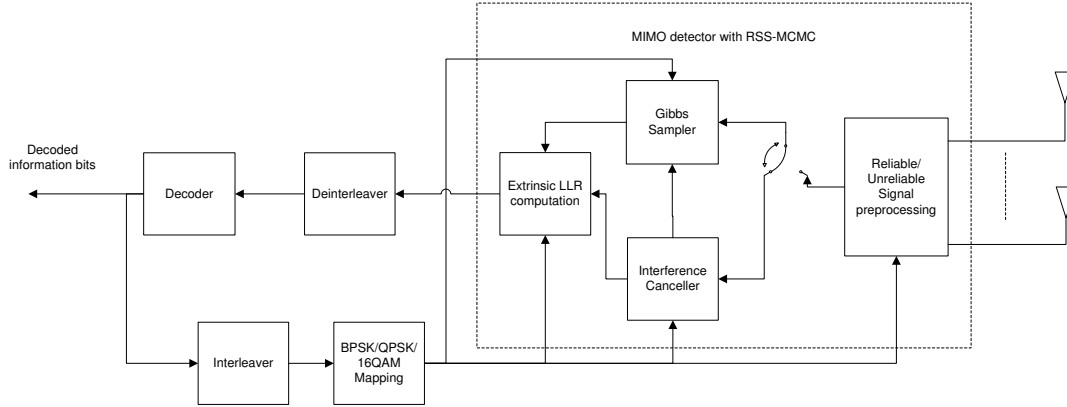 MIMO detector with RSS-MCMC
Gibbs
Sampler
Decoded
information bits
Decoder
Deinterleaver
Extrinsic LLR
computation
Reliable/
Unreliable
Signal
preprocessing
Interference
Canceller
Interleaver
BPSK/QPSK/
16QAM
Mapping